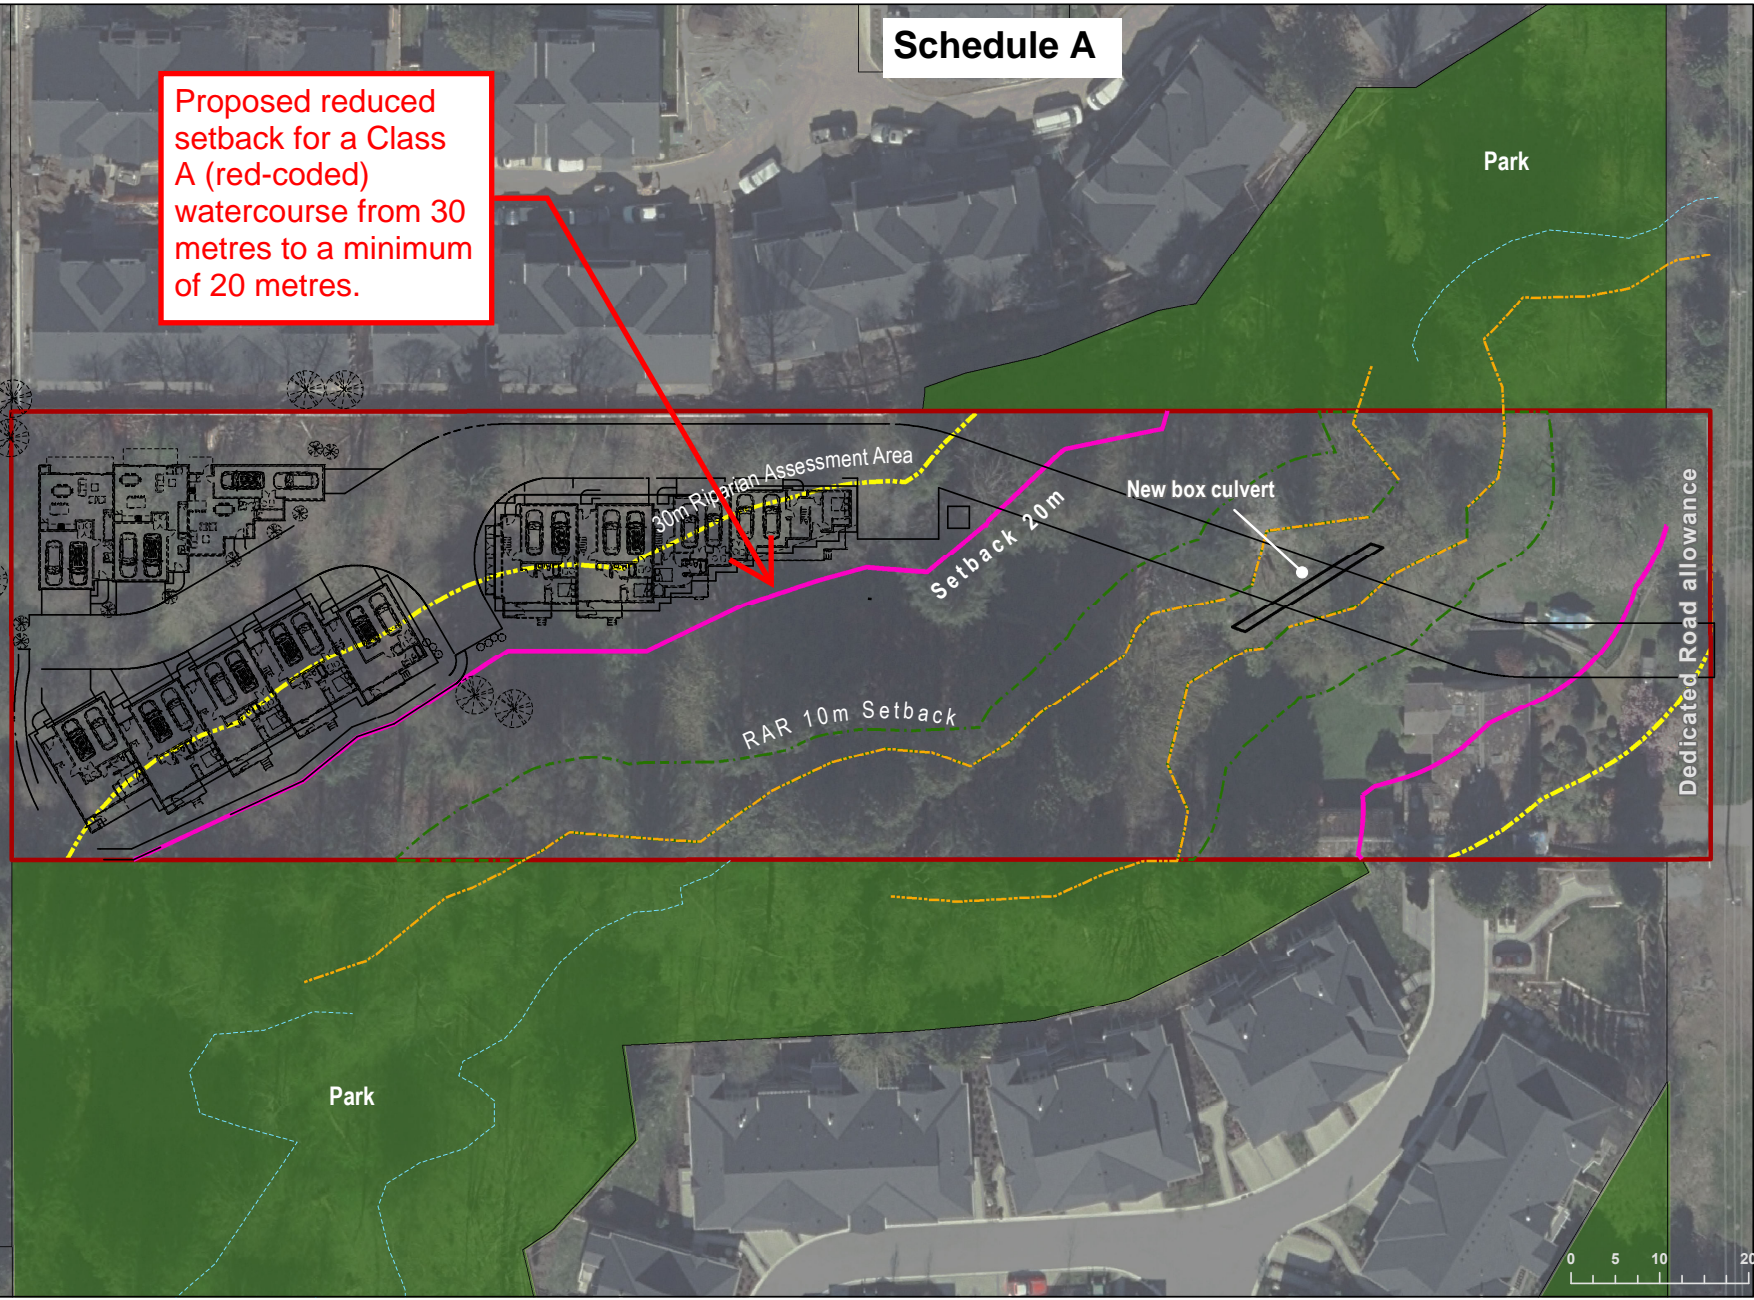 Schedule A
Proposed reduced
setback for a Class
A (red-coded)
watercourse from 30
metres to a minimum
of 20 metres.
Park
30m Riparian Assessment Area
New box culvert
Setback 20m
RAR 10m Setback
Dedicated Road allowance
Park
0 5 10 20